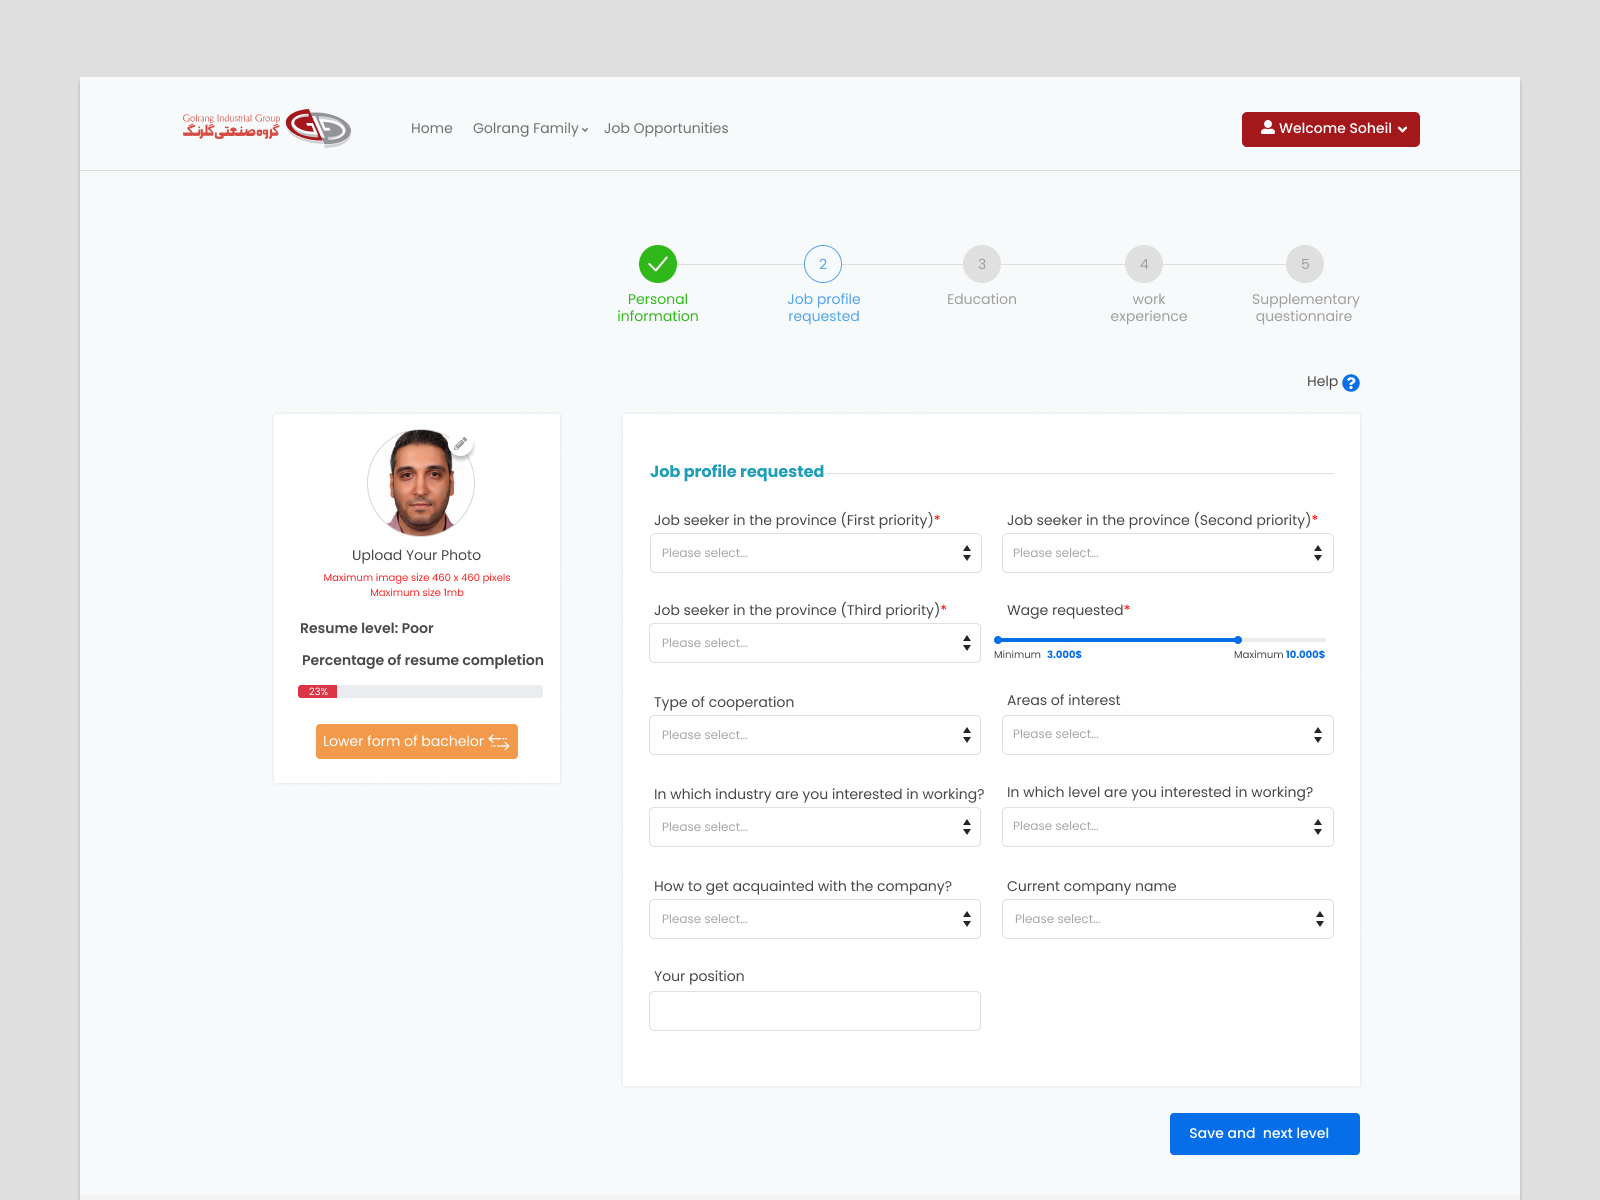 Golrang Industrial Group
گروه صنعتی گلرنگ
Home
Golrang Family
Job Opportunities
Welcome Soheil
2
3
4
5
Personal
information
Job profile
requested
Education
work
experience
Supplementary
questionnaire
Help ?
Upload Your Photo
Maximum image size 460 x 460 pixels
Maximum size 1mb
Resume level: Poor
Percentage of resume completion
23%
Lower form of bachelor
Job profile requested
Job seeker in the province (First priority)*
Please select...
Job seeker in the province (Second priority)*
Please select...
Job seeker in the province (Third priority)*
Please select...
Wage requested*
Minimum 3.000$
Maximum 10.000$
Type of cooperation
Please select...
Areas of interest
Please select...
In which industry are you interested in working?
Please select...
In which level are you interested in working?
Please select...
How to get acquainted with the company?
Please select...
Current company name
Please select...
Your position
Save and next level